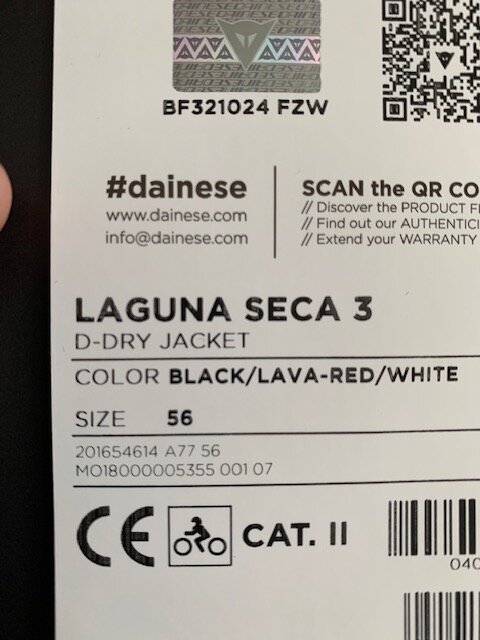 BF321024 FZW
#dainese
www.dainese.com
info@dainese.com
SCAN the QR CO
// Discover the PRODUCT F
// Find out our AUTHENTICI
// Extend your WARRANTY
LAGUNA SECA 3
D-DRY JACKET
COLOR BLACK/LAVA-RED/WHITE
SIZE 56
201654614 A77 56
MO18000005355 001 07
CE CAT. II
040